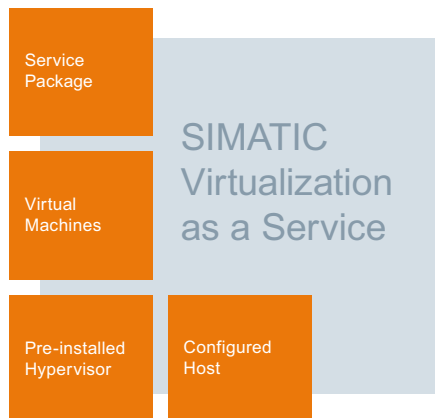 Service
Package
SIMATIC
Virtualization
as a Service
Virtual
Machines
Pre-installed
Hypervisor
Configured
Host